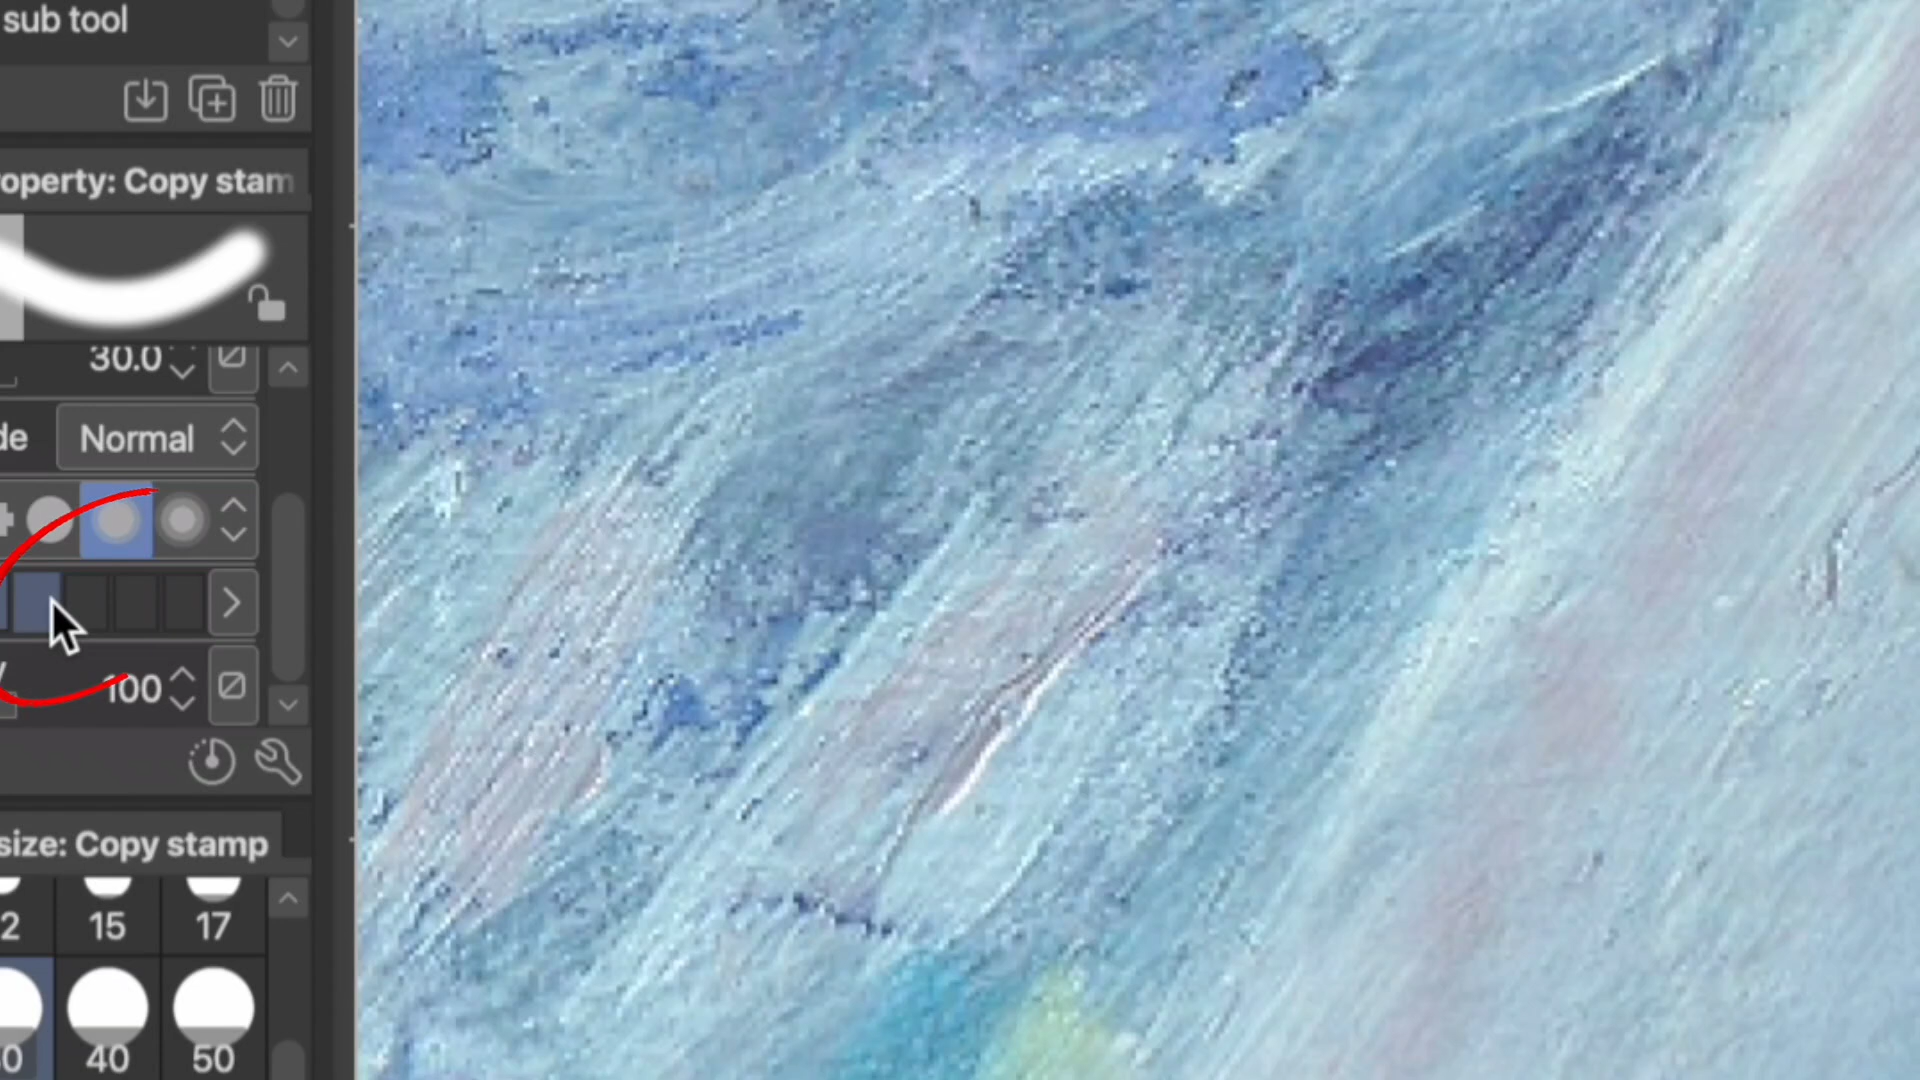 sub tool
operty: Copy stam
30.0
de Normal
100
size: Copy stamp
2 15 17
0 40 50